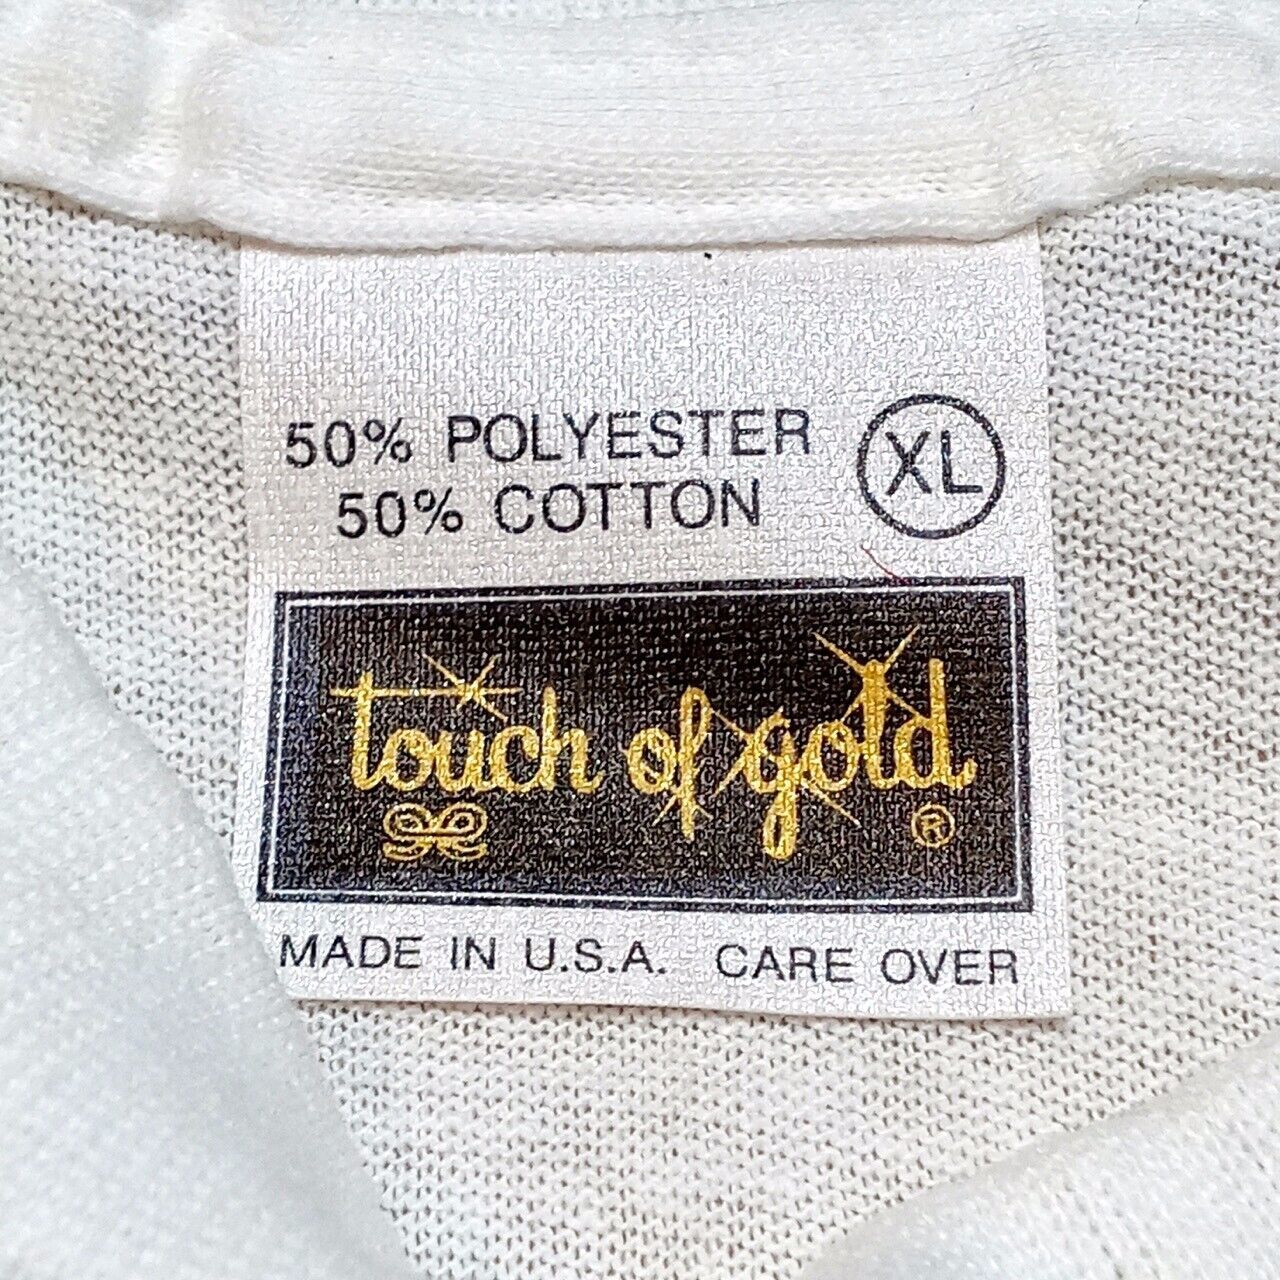 50% POLYESTER
50% COTTON
XL
touch of gold
®
MADE IN U.S.A. CARE OVER